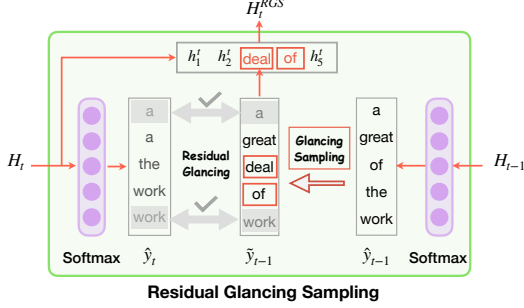 H_t^{RGS}
h_1^t h_2^t deal of h_5^t
H_t
Softmax
a
a
the
work
work
ŷ_t
Residual
Glancing
a
great
deal
of
work
ỹ_{t−1}
Glancing
Sampling
a
great
of
the
work
ŷ_{t−1}
H_{t−1}
Softmax
Residual Glancing Sampling